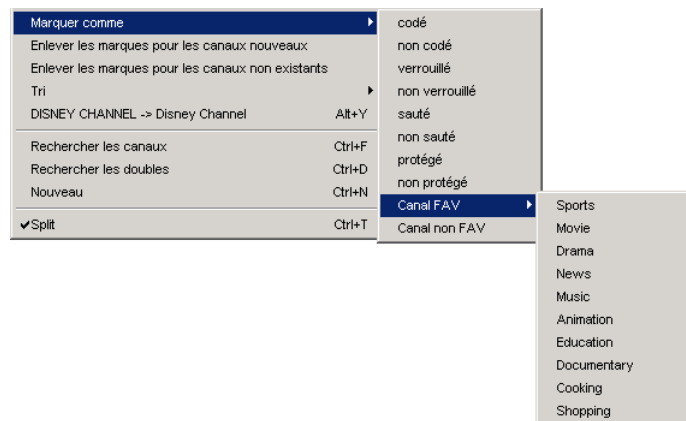 Marquer comme
Enlever les marques pour les canaux nouveaux
Enlever les marques pour les canaux non existants
Tri
DISNEY CHANNEL -> Disney Channel Alt+Y
Rechercher les canaux Ctrl+F
Rechercher les doubles Ctrl+D
Nouveau Ctrl+N
✓Split Ctrl+T
codé
non codé
verrouillé
non verrouillé
sauté
non sauté
protégé
non protégé
Canal FAV
Canal non FAV
Sports
Movie
Drama
News
Music
Animation
Education
Documentary
Cooking
Shopping